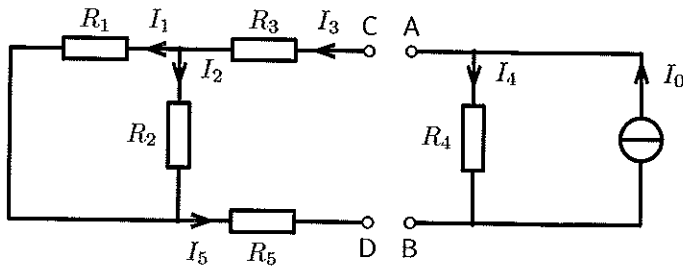 R₁ I₁ R₃ I₃ C A
I₂ I₄ I₀
R₂ R₄
I₅ R₅ D B